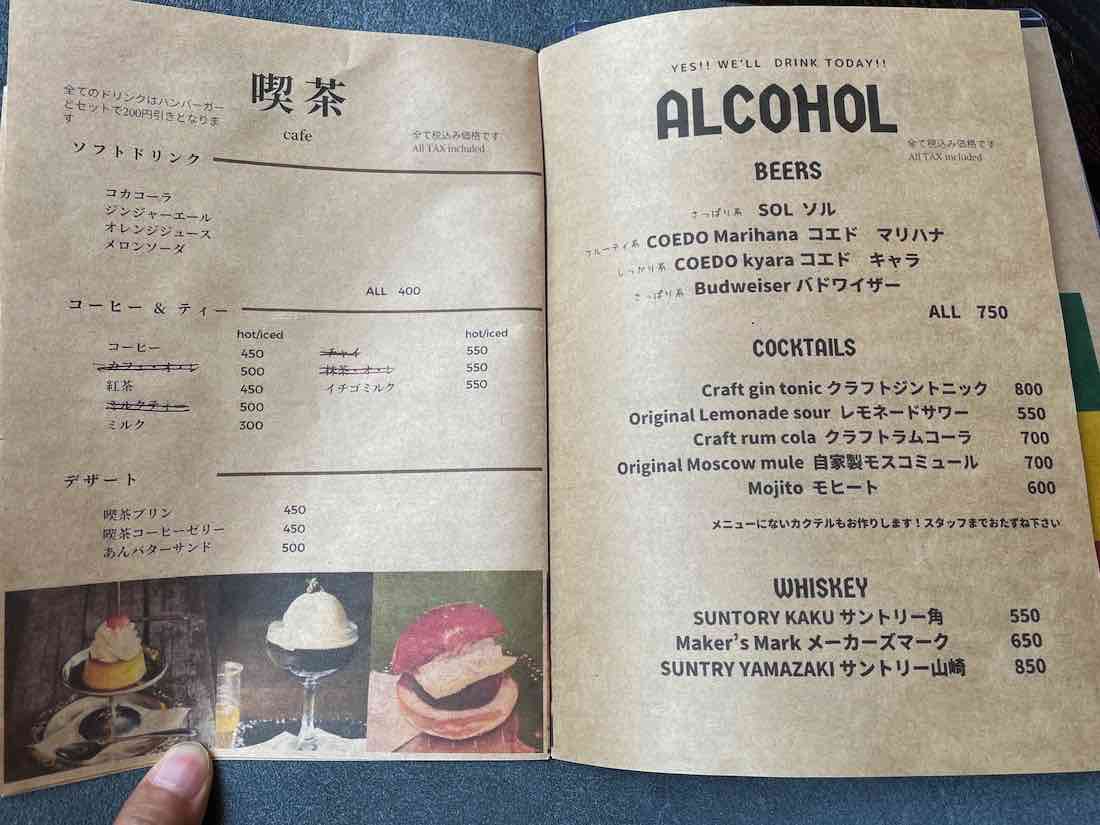 喫茶
cafe
全てのドリンクはハンバーガー
とセットで200円引きとなりま
す
全て税込み価格です
All TAX included
ソフトドリンク
コカコーラ
ジンジャーエール
オレンジジュース
メロンソーダ
ALL 400
コーヒー & ティー
hot/iced
コーヒー 450
カフェ・オ・レ 500
紅茶 450
ミルクティー 500
ミルク 300
hot/iced
チャイ 550
抹茶・オ・レ 550
イチゴミルク 550
デザート
喫茶プリン 450
喫茶コーヒーゼリー 450
あんバターサンド 500
YES!! WE'LL DRINK TODAY!!
ALCOHOL
全て税込み価格です
All TAX included
BEERS
さっぱり系 SOL ソル
フルーティ系 COEDO Marihana コエド マリハナ
しっかり系 COEDO kyara コエド キャラ
さっぱり系 Budweiser バドワイザー
ALL 750
COCKTAILS
Craft gin tonic クラフトジントニック 800
Original Lemonade sour レモネードサワー 550
Craft rum cola クラフトラムコーラ 700
Original Moscow mule 自家製モスコミュール 700
Mojito モヒート 600
メニューにないカクテルもお作りします！スタッフまでおたずね下さい
WHISKEY
SUNTORY KAKU サントリー角 550
Maker's Mark メーカーズマーク 650
SUNTRY YAMAZAKI サントリー山崎 850